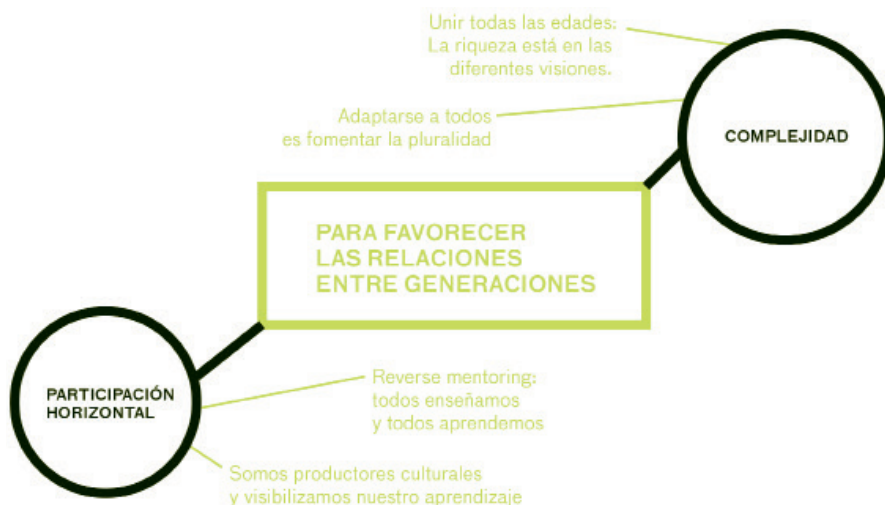 Unir todas las edades:
La riqueza está en las
diferentes visiones.
Adaptarse a todos
es fomentar la pluralidad
COMPLEJIDAD
PARA FAVORECER
LAS RELACIONES
ENTRE GENERACIONES
PARTICIPACIÓN
HORIZONTAL
Reverse mentoring:
todos enseñamos
y todos aprendemos
Somos productores culturales
y visibilizamos nuestro aprendizaje